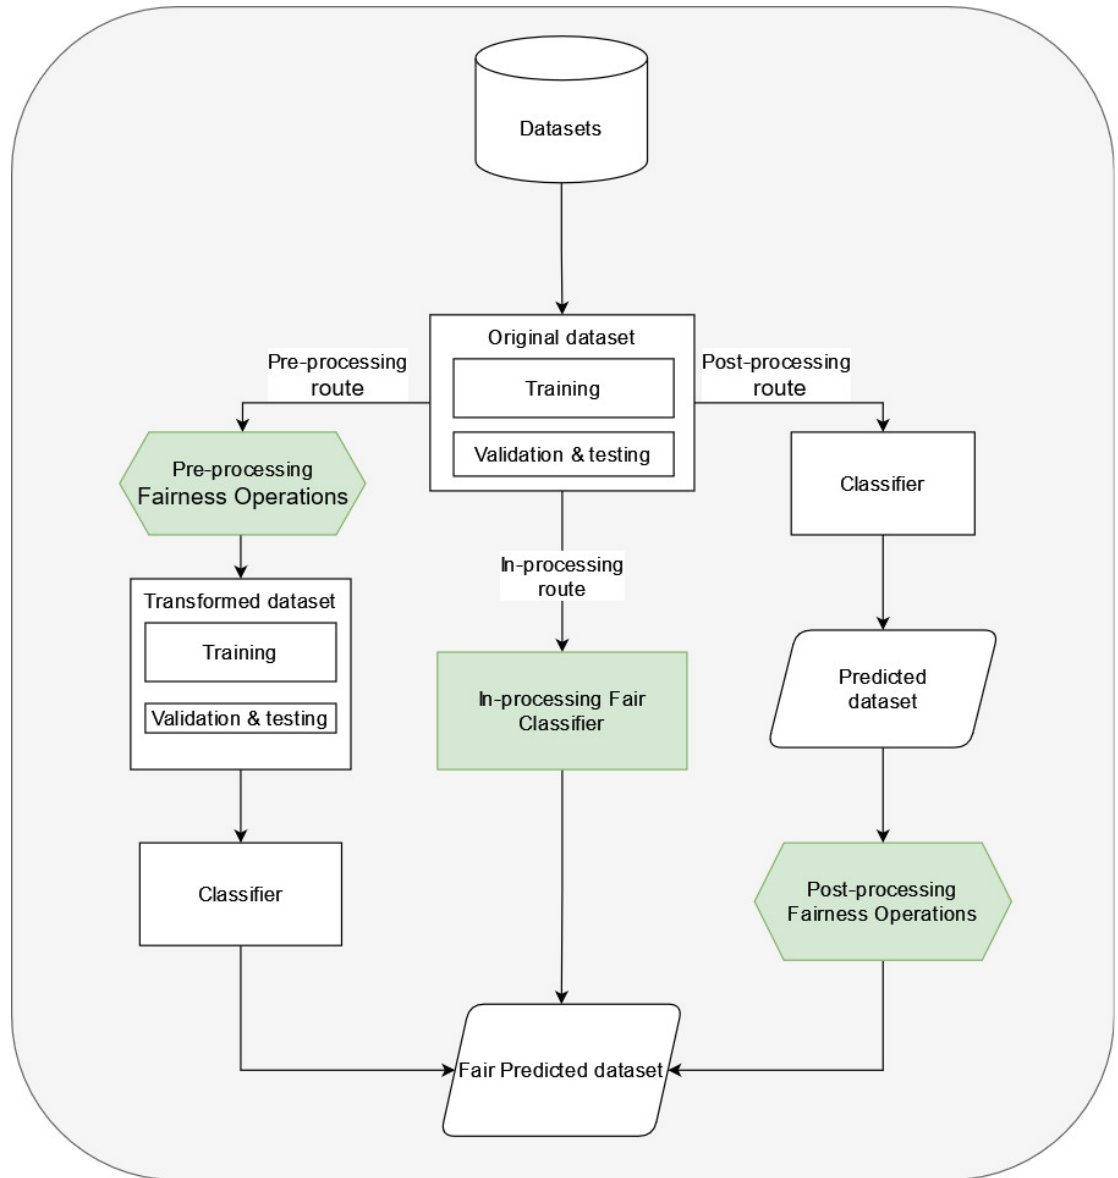 Datasets
Original dataset
Training
Validation & testing
Pre-processing
route
Post-processing
route
In-processing
route
Pre-processing
Fairness Operations
Transformed dataset
Training
Validation & testing
Classifier
In-processing Fair
Classifier
Classifier
Predicted
dataset
Post-processing
Fairness Operations
Fair Predicted dataset